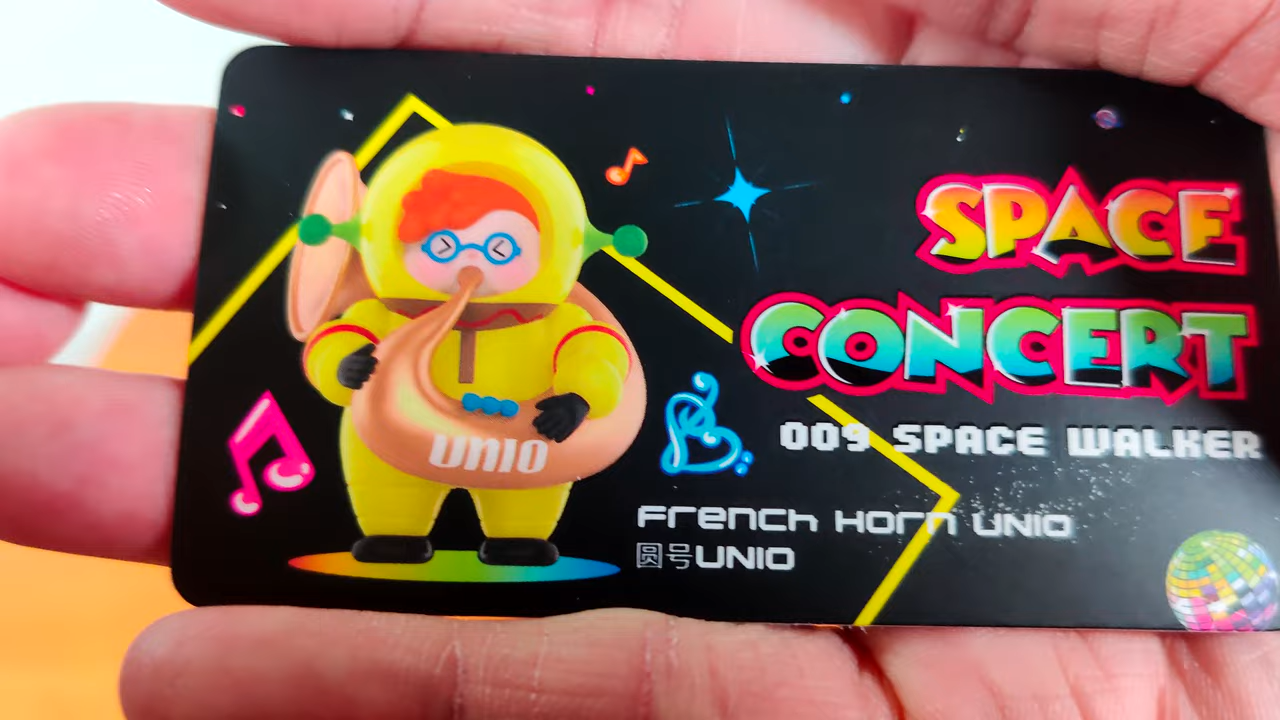 SPACE
CONCERT
009 SPACE WALKER
UNIO
French Horn UNIO
圆号UNIO